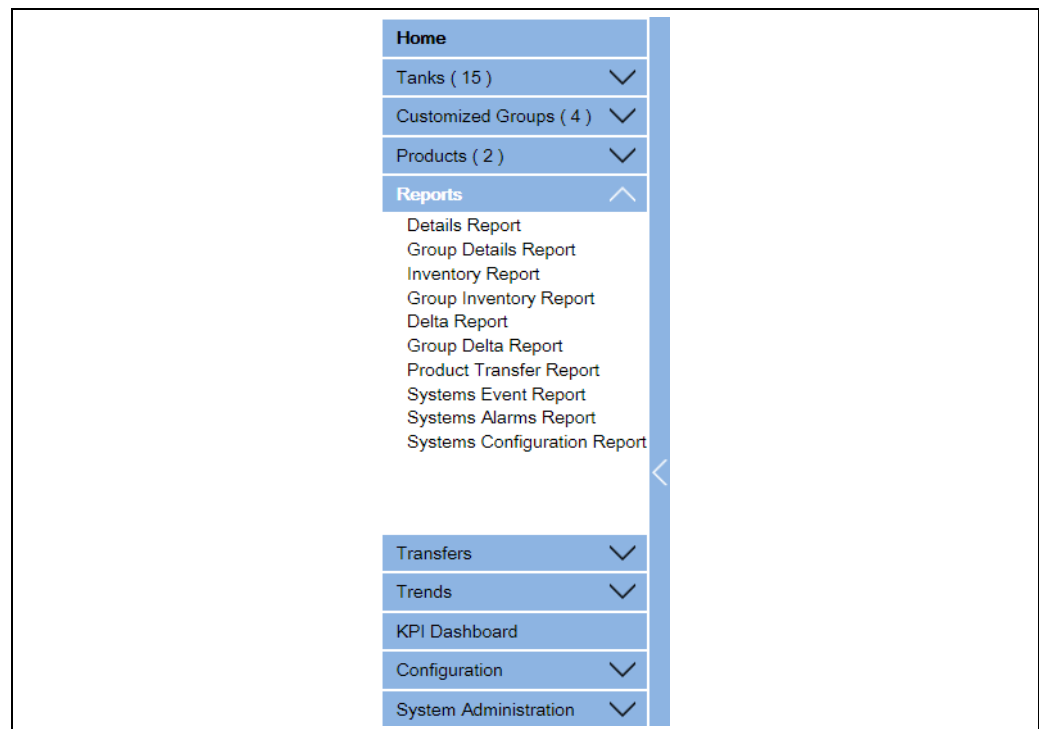 Home
Tanks ( 15 )
Customized Groups ( 4 )
Products ( 2 )
Reports
Details Report
Group Details Report
Inventory Report
Group Inventory Report
Delta Report
Group Delta Report
Product Transfer Report
Systems Event Report
Systems Alarms Report
Systems Configuration Report
Transfers
Trends
KPI Dashboard
Configuration
System Administration